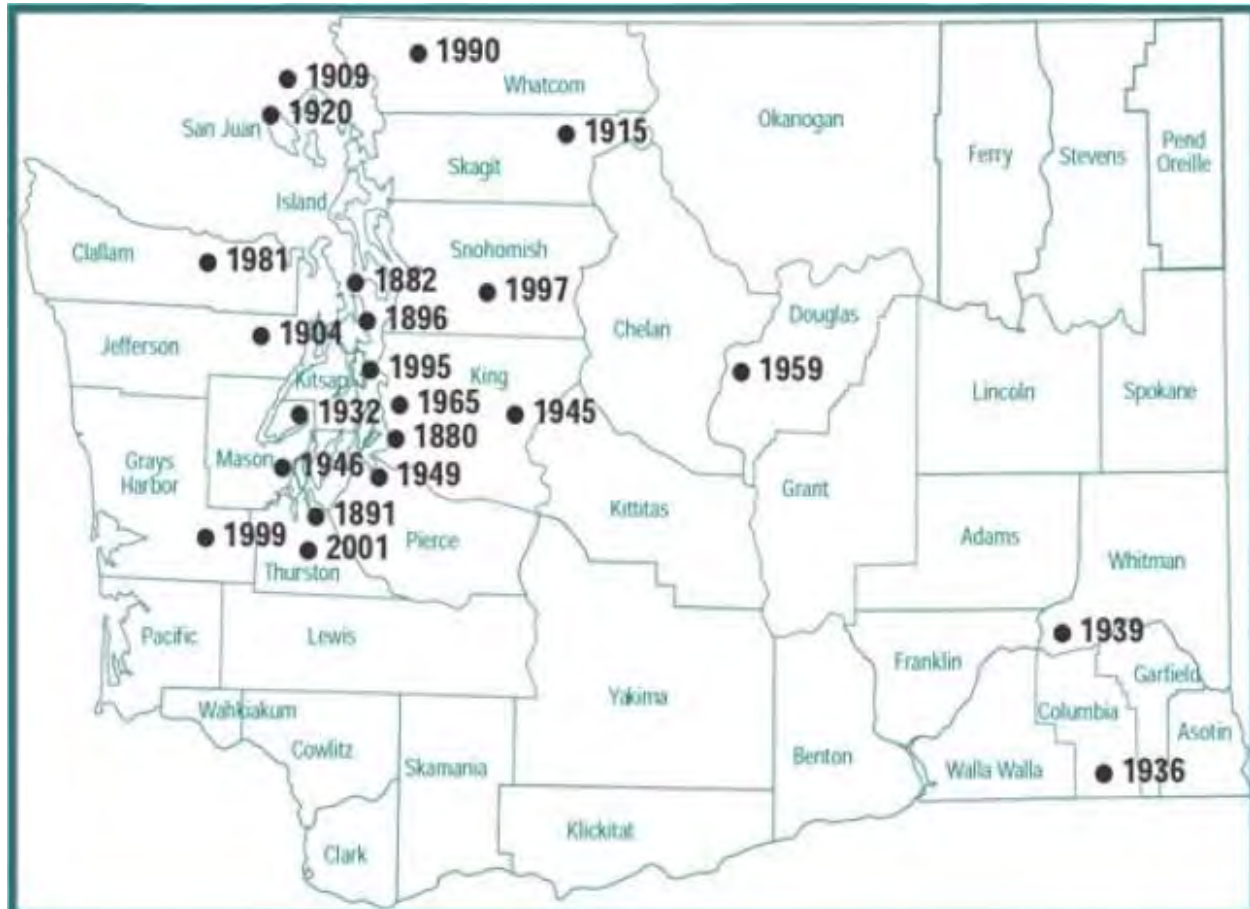 1990
1909
Whatcom
1920
San Juan
1915
Okanogan
Skagit
Ferry
Stevens
Pend
Oreille
Island
Clallam
1981
Snohomish
1882
1997
Douglas
1896
Chelan
Jefferson
1904
1995
King
Kitsap
1959
Lincoln
Spokane
1932
1965
1945
1880
Grays
Harbor
Mason
1946
1949
Grant
Kittitas
1891
1999
2001
Pierce
Adams
Whitman
Thurston
Pacific
Lewis
1939
Franklin
Garfield
Yakima
Columbia
Asotin
Wahkiakum
Cowlitz
Skamania
Benton
Walla Walla
1936
Klickitat
Clark